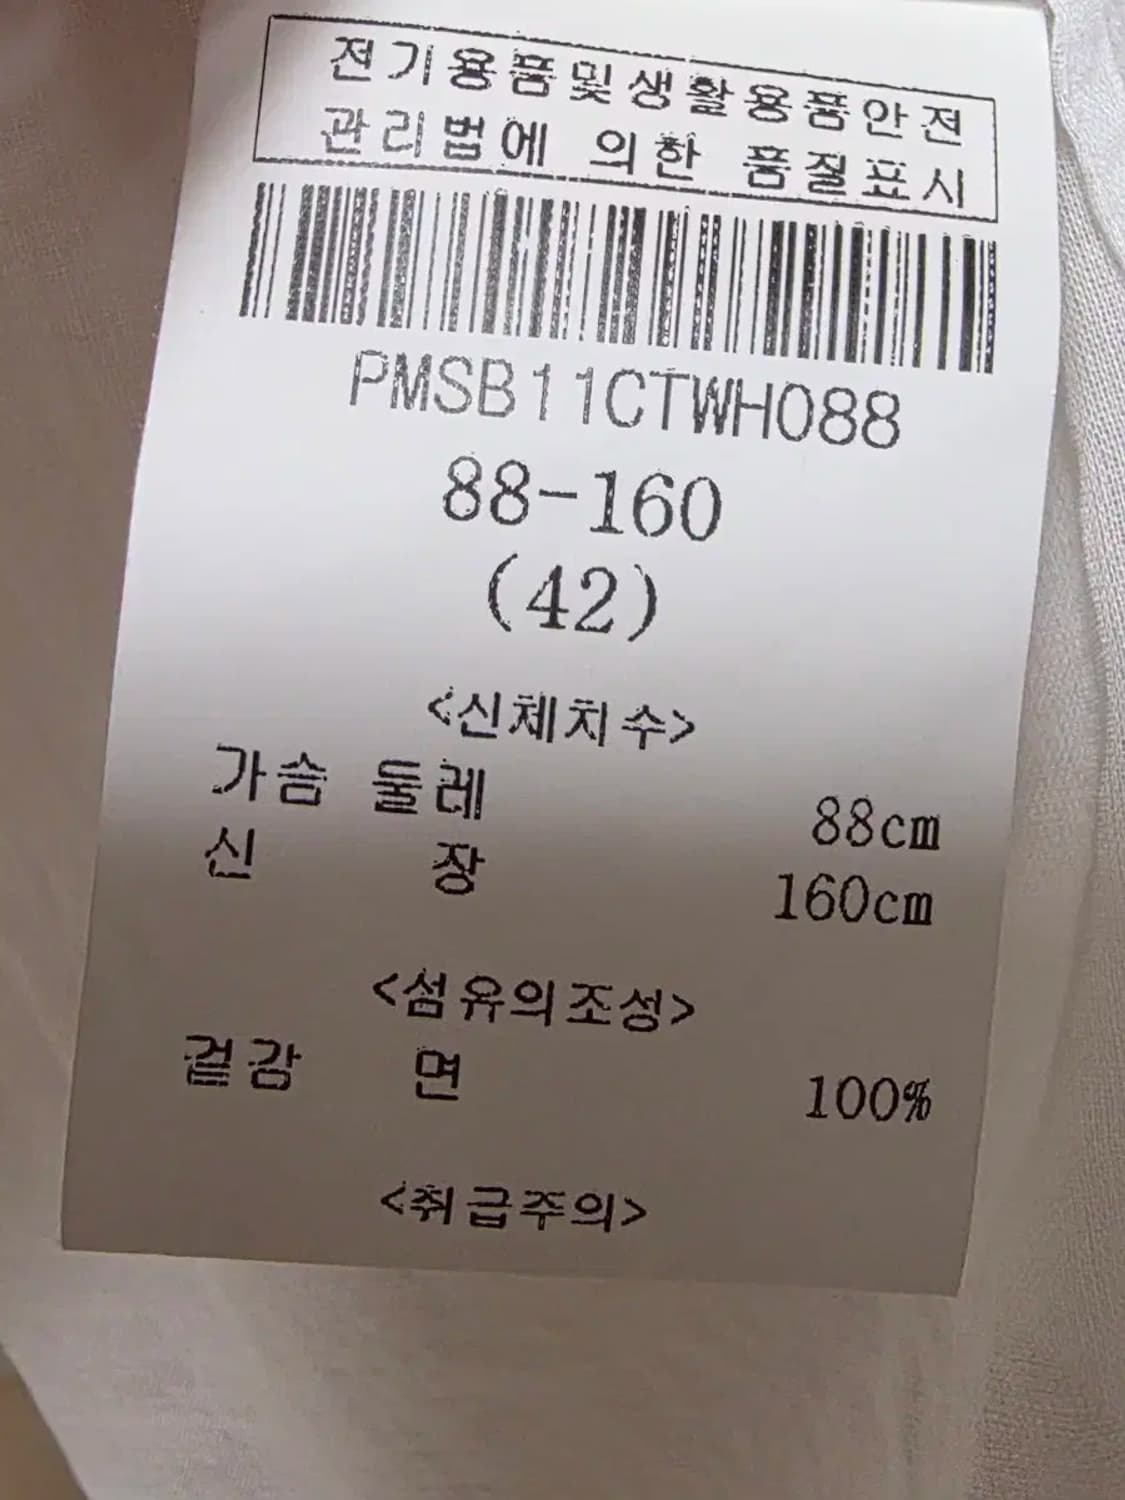 전기용품및생활용품안전
관리법에 의한 품질표시
PMSB11CTWH088
88-160
(42)
<신체치수>
가슴 둘레 88cm
신 장 160cm
<섬유의조성>
겉감 면 100%
<취급주의>